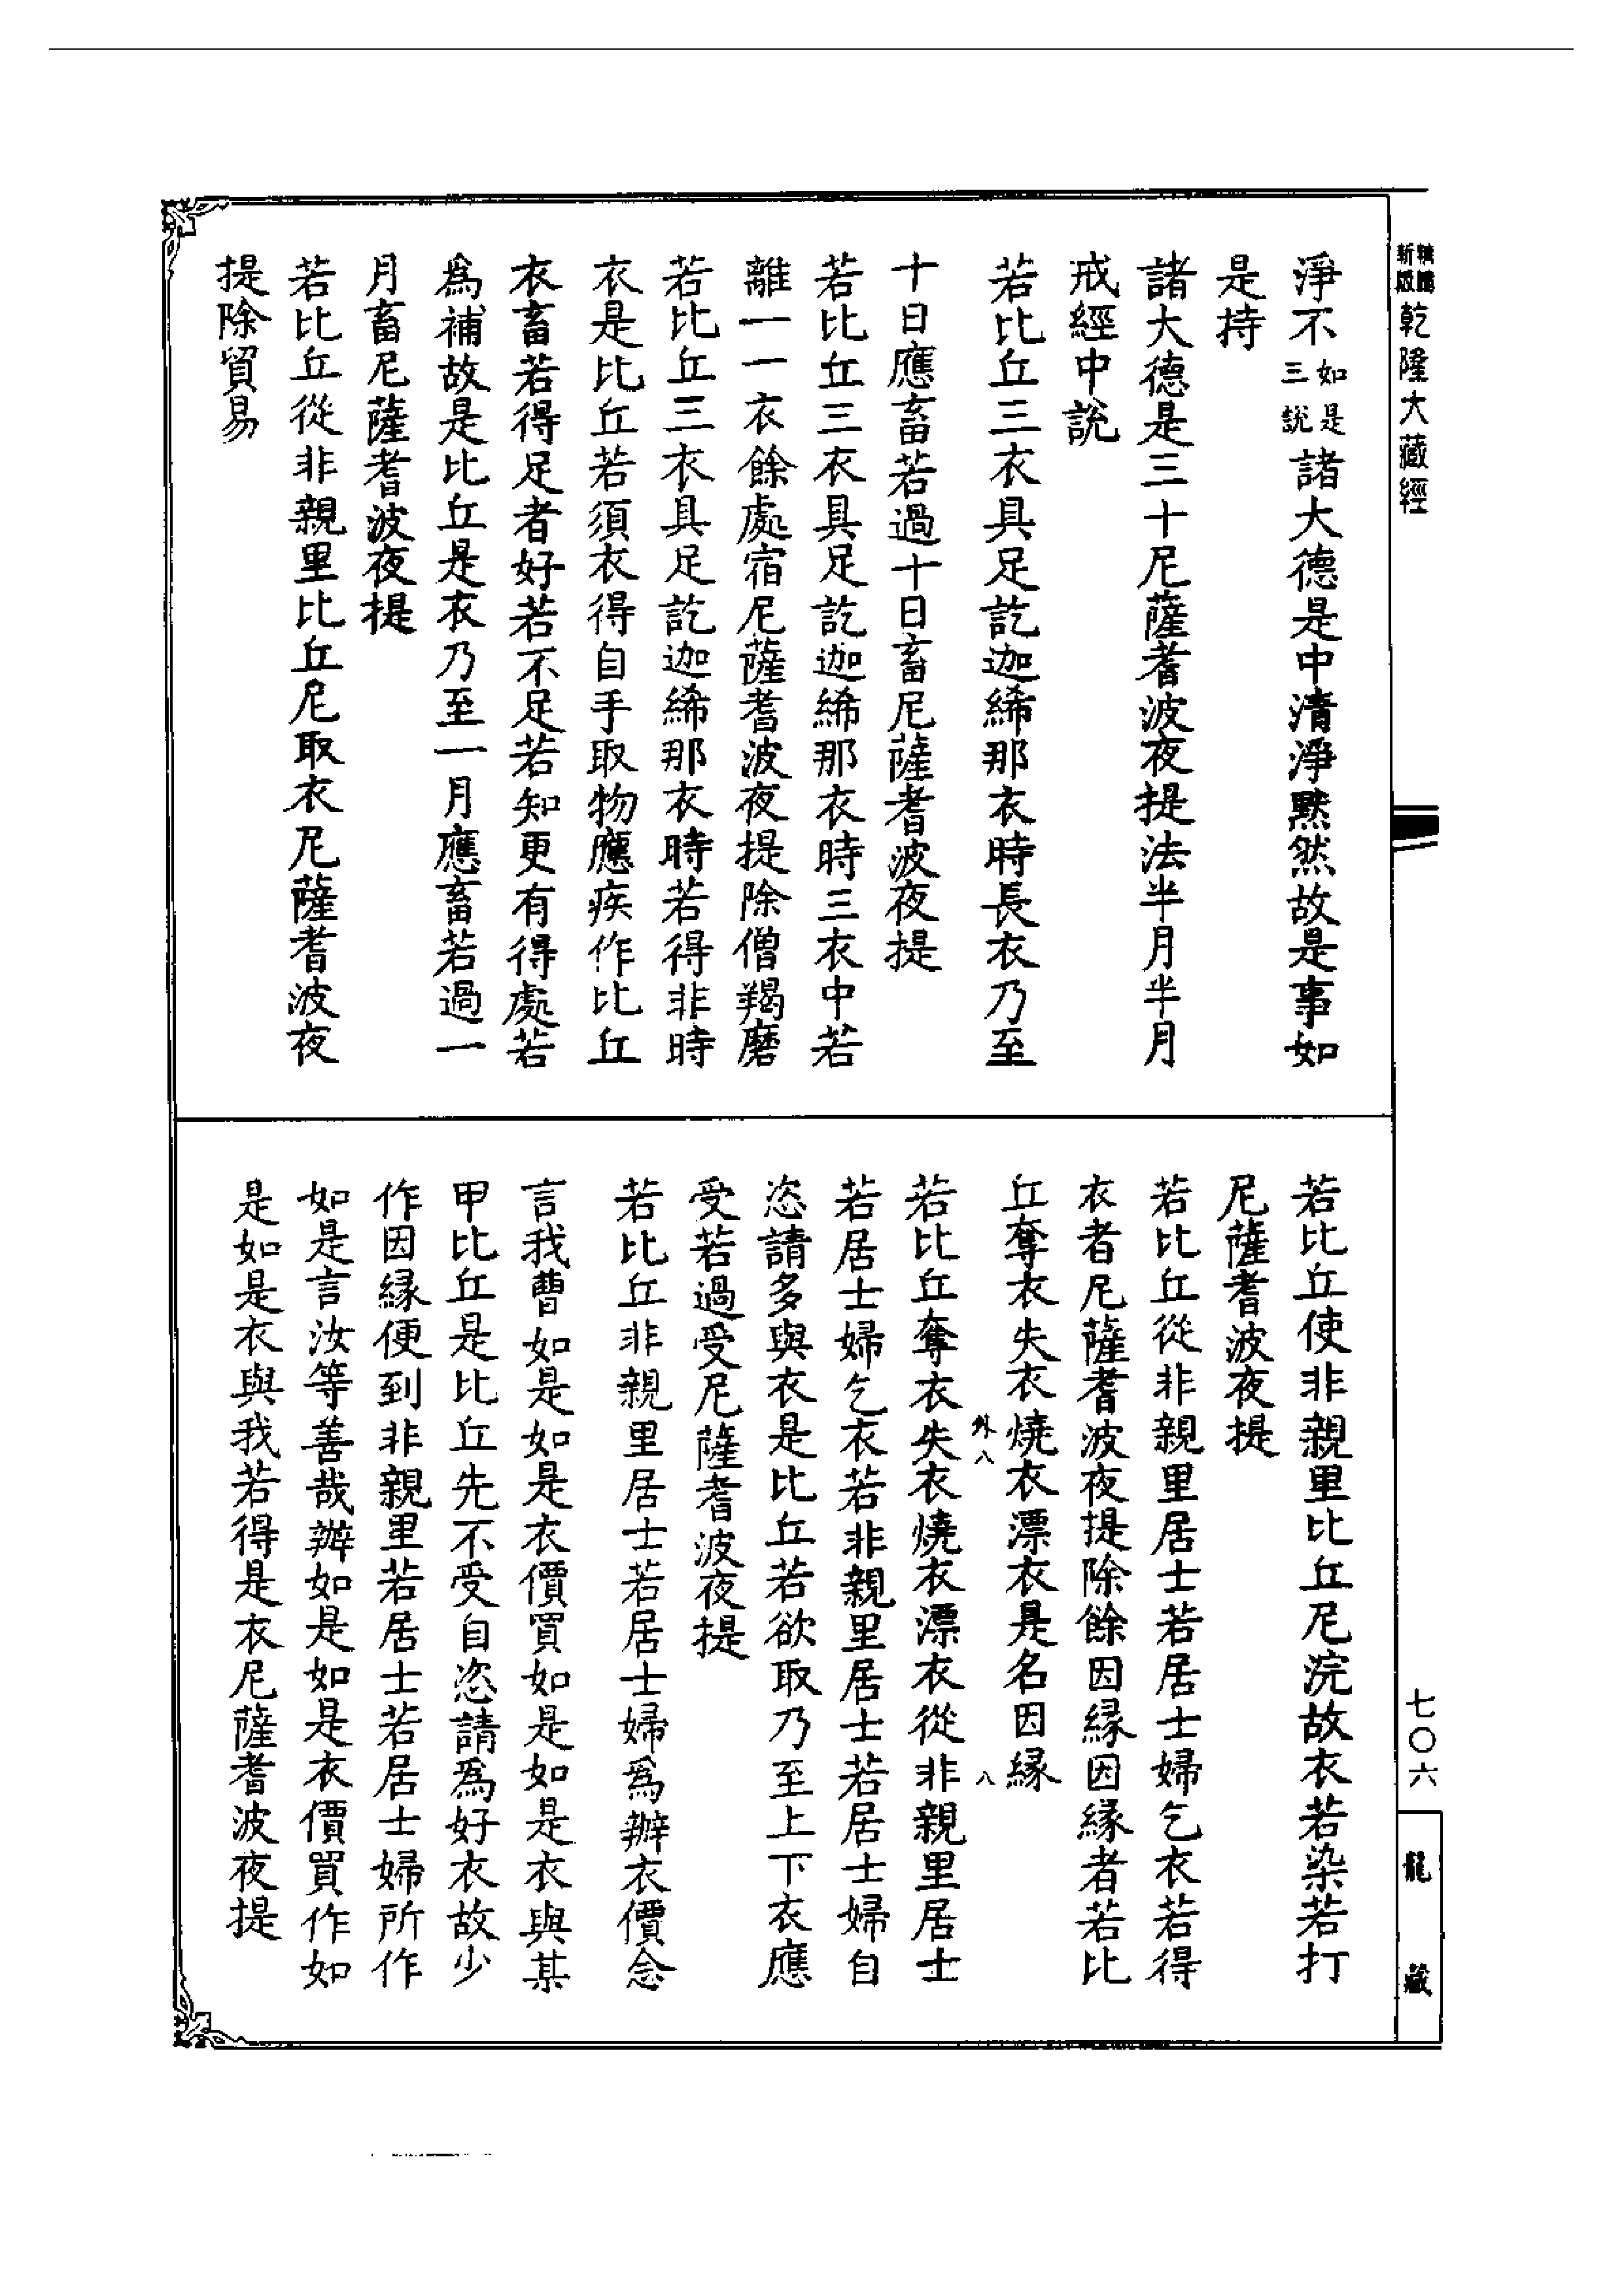 新版 乾隆大藏經
淨不如是三說諸大德是中清淨黙然故是事如
是持
諸大德是三十尼薩耆波夜提法半月半月
戒經中說
若比丘三衣具足訖迦絺那衣時長衣乃至
十日應畜若過十日畜尼薩耆波夜提
若比丘三衣具足訖迦絺那衣時三衣中若
離一一衣餘處宿尼薩耆波夜提除僧羯磨
若比丘三衣具足訖迦絺那衣時若得非時
衣是比丘若須衣得自手取物應疾作比丘
衣畜若得足者好若不足若知更有得處若
爲補故是比丘是衣乃至一月應畜若過一
月畜尼薩耆波夜提
若比丘從非親里比丘尼取衣尼薩耆波夜
提除貿易
若比丘使非親里比丘尼浣故衣若染若打
尼薩耆波夜提
若比丘從非親里居士若居士婦乞衣若得
衣者尼薩耆波夜提除餘因緣因緣者若比
丘奪衣失衣燒衣漂衣是名因緣
外八
八
若比丘奪衣失衣燒衣漂衣從非親里居士
若居士婦乞衣若非親里居士若居士婦自
恣請多與衣是比丘若欲取乃至上下衣應
受若過受尼薩耆波夜提
若比丘非親里居士若居士婦爲辦衣價念
言我曹如是如是衣價買如是如是衣與某
甲比丘是比丘先不受自恣請爲好衣故少
作因緣便到非親里若居士若居士婦所作
如是言汝等善哉辦如是如是衣價買作如
是如是衣與我若得是衣尼薩耆波夜提
七〇六
龍藏